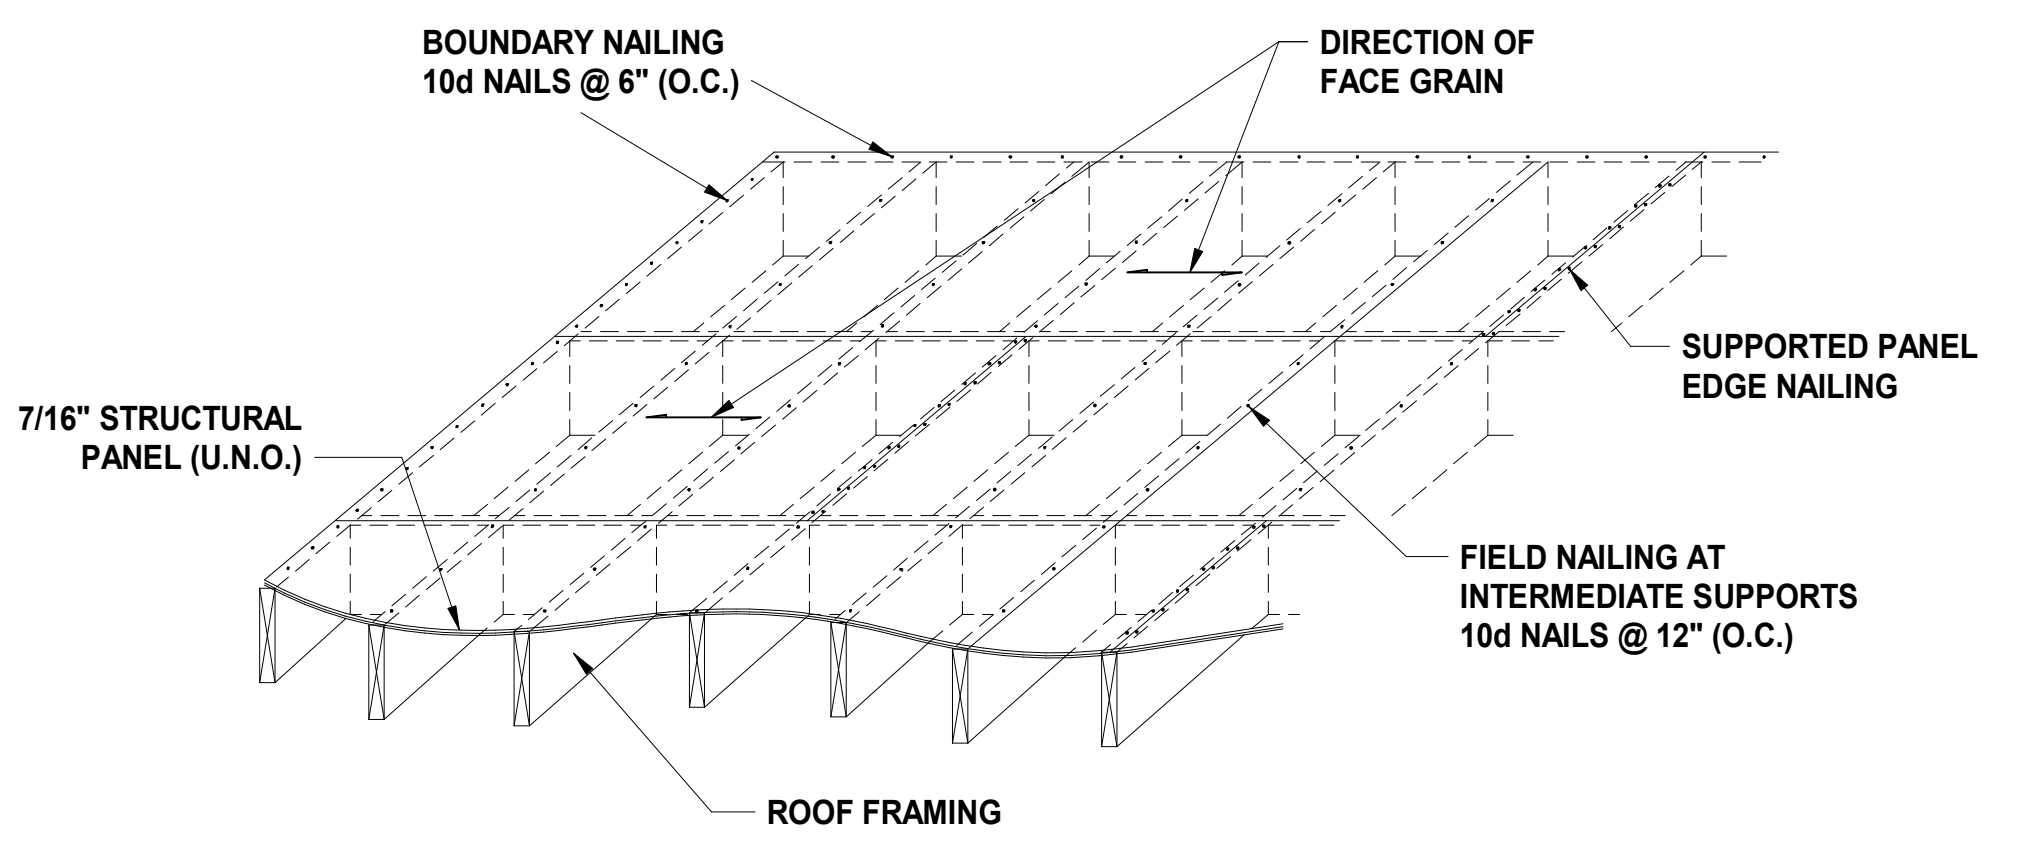 BOUNDARY NAILING
10d NAILS @ 6" (O.C.)
DIRECTION OF
FACE GRAIN
SUPPORTED PANEL
EDGE NAILING
7/16" STRUCTURAL
PANEL (U.N.O.)
FIELD NAILING AT
INTERMEDIATE SUPPORTS
10d NAILS @ 12" (O.C.)
ROOF FRAMING